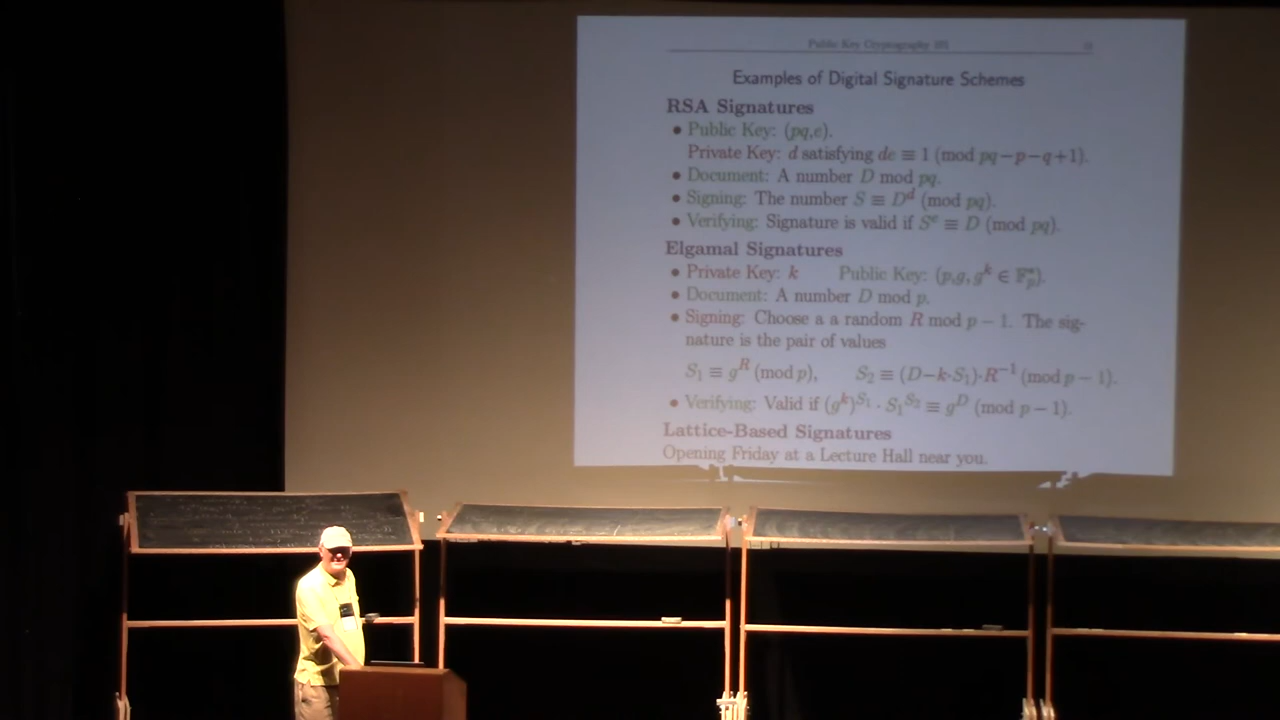 Public Key Cryptography 101
Examples of Digital Signature Schemes
RSA Signatures
• Public Key: (pq,e).
Private Key: d satisfying de ≡ 1 (mod pq−p−q+1).
• Document: A number D mod pq.
• Signing: The number S ≡ D^d (mod pq).
• Verifying: Signature is valid if S^e ≡ D (mod pq).
Elgamal Signatures
• Private Key: k Public Key: (p,g,g^k ∈ 𝔽*_p).
• Document: A number D mod p.
• Signing: Choose a a random R mod p − 1. The sig-
nature is the pair of values
S_1 ≡ g^R (mod p), S_2 ≡ (D−k·S_1)·R^−1 (mod p − 1).
• Verifying: Valid if (g^k)^S_1 · S_1^S_2 ≡ g^D (mod p − 1).
Lattice-Based Signatures
Opening Friday at a Lecture Hall near you.